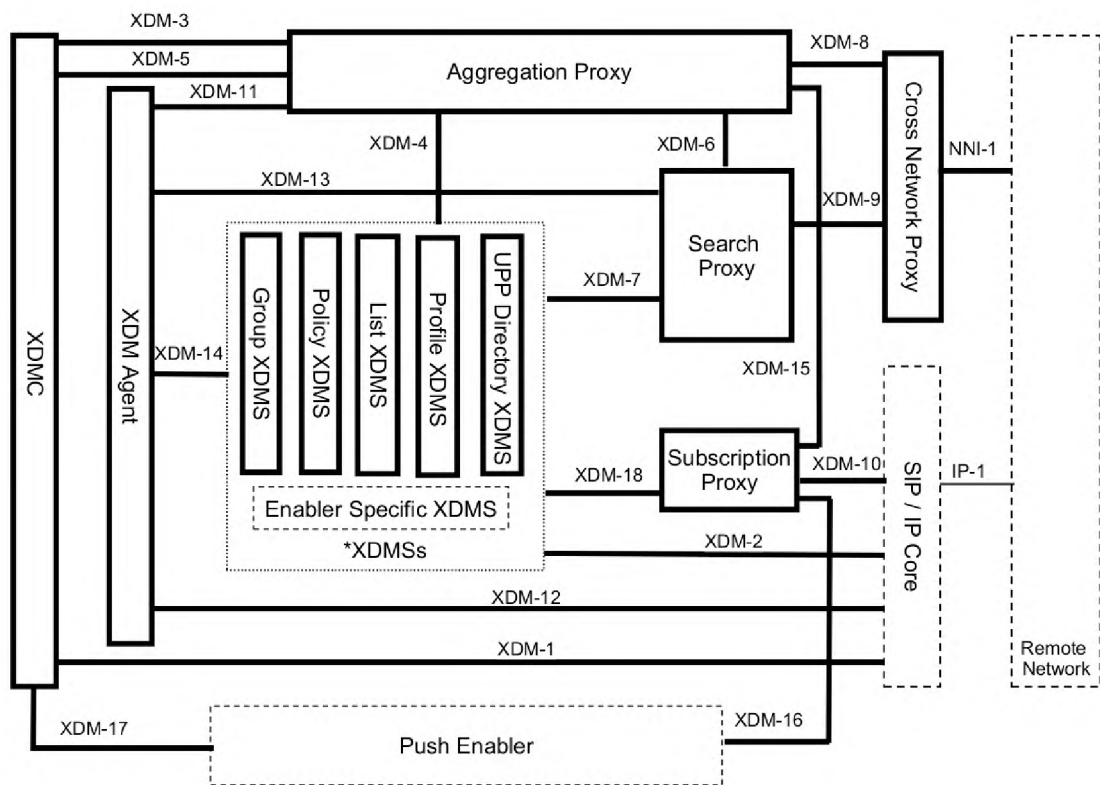 XDM-3
XDM-5
XDM-11
Aggregation Proxy
XDM-8
XDM-4
XDM-6
NNI-1
XDM-13
XDM-9
Cross Network Proxy
Search
Proxy
XDMC
XDM Agent
XDM-14
Group XDMS
Policy XDMS
List XDMS
Profile XDMS
UPP Directory XDMS
XDM-7
XDM-15
Subscription
Proxy
XDM-10
XDM-18
SIP / IP Core
IP-1
Enabler Specific XDMS
*XDMSs
XDM-2
XDM-12
XDM-1
Remote
Network
XDM-17
Push Enabler
XDM-16